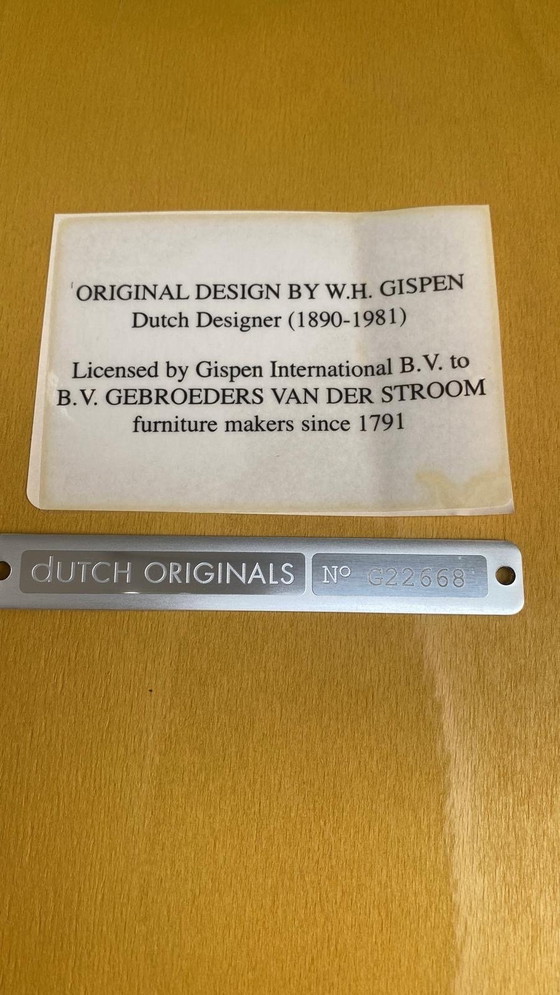 ORIGINAL DESIGN BY W.H. GISPEN
Dutch Designer (1890-1981)
Licensed by Gispen International B.V. to
B.V. GEBROEDERS VAN DER STROOM
furniture makers since 1791
dUTCH ORIGINALS Nº G22668